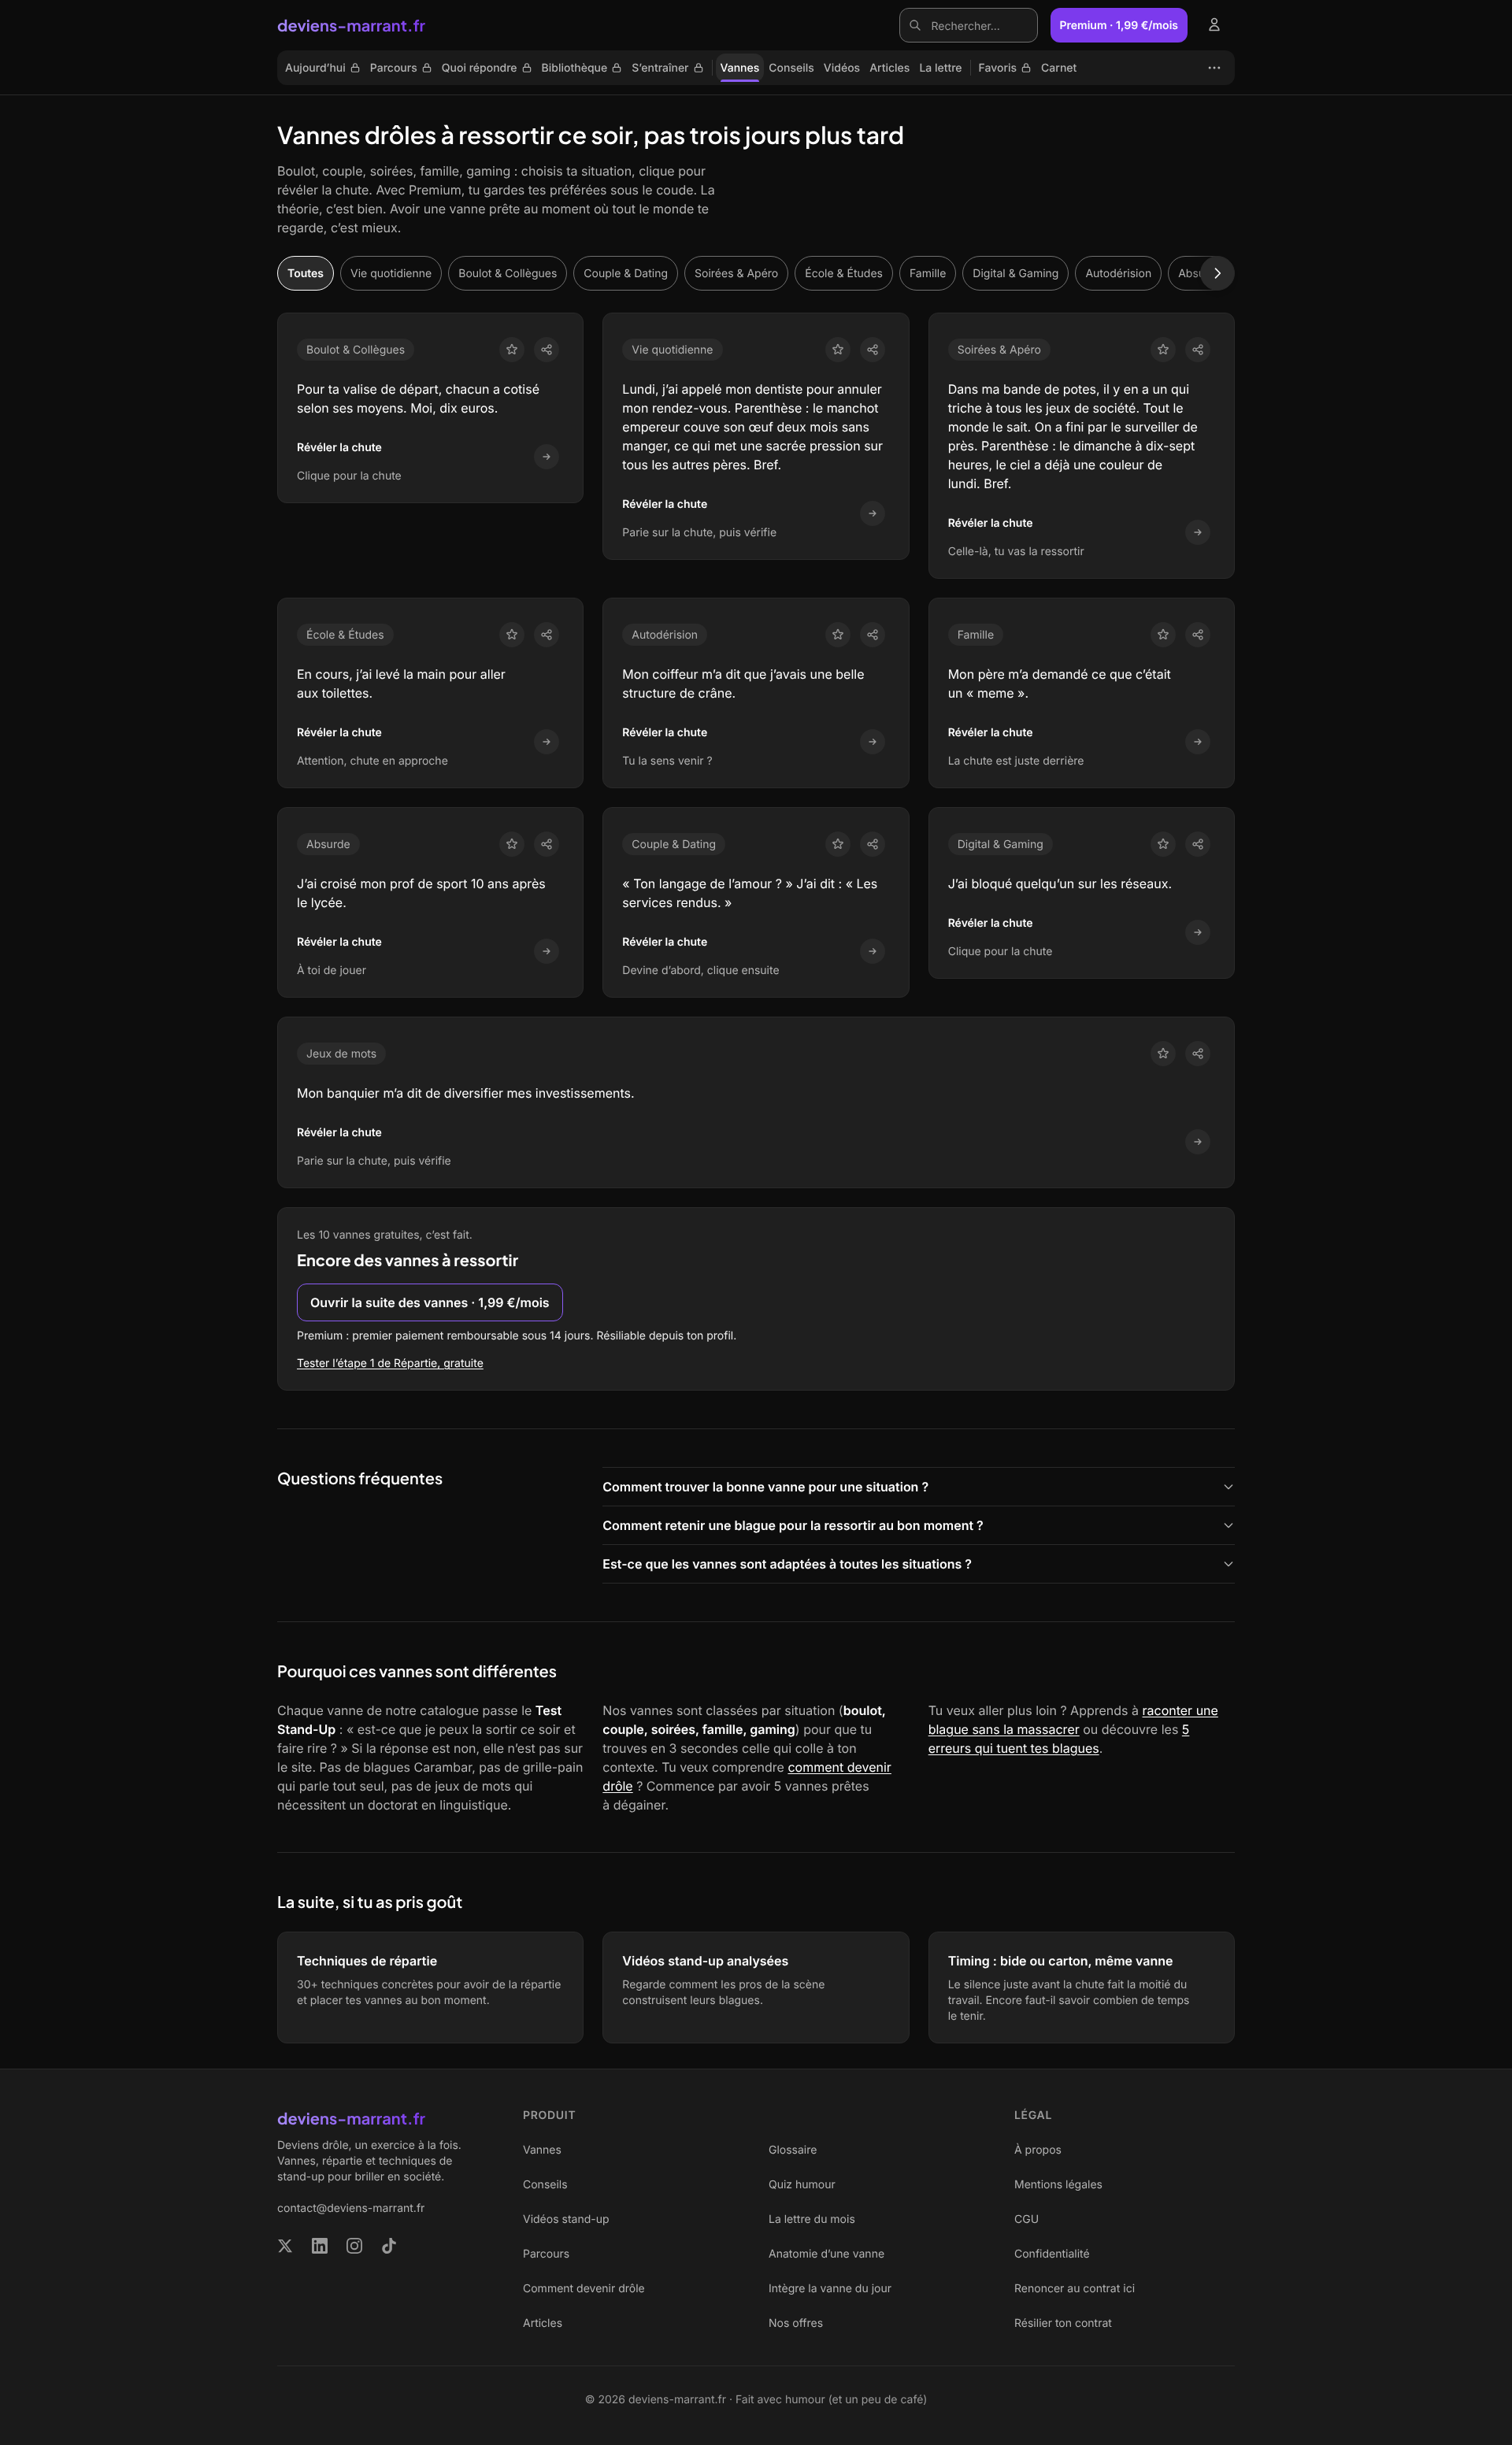 deviens-marrant.fr
Rechercher...
Premium · 1,99 €/mois
Aujourd’hui
Parcours
Quoi répondre
Bibliothèque
S’entraîner
Vannes
Conseils
Vidéos
Articles
La lettre
Favoris
Carnet
Vannes drôles à ressortir ce soir, pas trois jours plus tard
Boulot, couple, soirées, famille, gaming : choisis ta situation, clique pour
révéler la chute. Avec Premium, tu gardes tes préférées sous le coude. La
théorie, c’est bien. Avoir une vanne prête au moment où tout le monde te
regarde, c’est mieux.
Toutes
Vie quotidienne
Boulot & Collègues
Couple & Dating
Soirées & Apéro
École & Études
Famille
Digital & Gaming
Autodérision
Boulot & Collègues
Pour ta valise de départ, chacun a cotisé
selon ses moyens. Moi, dix euros.
Révéler la chute
Clique pour la chute
Vie quotidienne
Lundi, j’ai appelé mon dentiste pour annuler
mon rendez-vous. Parenthèse : le manchot
empereur couve son œuf deux mois sans
manger, ce qui met une sacrée pression sur
tous les autres pères. Bref.
Révéler la chute
Parie sur la chute, puis vérifie
Soirées & Apéro
Dans ma bande de potes, il y en a un qui
triche à tous les jeux de société. Tout le
monde le sait. On a fini par le surveiller de
près. Parenthèse : le dimanche à dix-sept
heures, le ciel a déjà une couleur de
lundi. Bref.
Révéler la chute
Celle-là, tu vas la ressortir
École & Études
En cours, j’ai levé la main pour aller
aux toilettes.
Révéler la chute
Attention, chute en approche
Autodérision
Mon coiffeur m’a dit que j’avais une belle
structure de crâne.
Révéler la chute
Tu la sens venir ?
Famille
Mon père m’a demandé ce que c’était
un « meme ».
Révéler la chute
La chute est juste derrière
Absurde
J’ai croisé mon prof de sport 10 ans après
le lycée.
Révéler la chute
À toi de jouer
Couple & Dating
« Ton langage de l’amour ? » J’ai dit : « Les
services rendus. »
Révéler la chute
Devine d’abord, clique ensuite
Digital & Gaming
J’ai bloqué quelqu’un sur les réseaux.
Révéler la chute
Clique pour la chute
Jeux de mots
Mon banquier m’a dit de diversifier mes investissements.
Révéler la chute
Parie sur la chute, puis vérifie
Les 10 vannes gratuites, c’est fait.
Encore des vannes à ressortir
Ouvrir la suite des vannes · 1,99 €/mois
Premium : premier paiement remboursable sous 14 jours. Résiliable depuis ton profil.
Tester l’étape 1 de Répartie, gratuite
Questions fréquentes
Comment trouver la bonne vanne pour une situation ?
Comment retenir une blague pour la ressortir au bon moment ?
Est-ce que les vannes sont adaptées à toutes les situations ?
Pourquoi ces vannes sont différentes
Chaque vanne de notre catalogue passe le Test
Stand-Up : « est-ce que je peux la sortir ce soir et
faire rire ? » Si la réponse est non, elle n’est pas sur
le site. Pas de blagues Carambar, pas de grille-pain
qui parle tout seul, pas de jeux de mots qui
nécessitent un doctorat en linguistique.
Nos vannes sont classées par situation (boulot,
couple, soirées, famille, gaming) pour que tu
trouves en 3 secondes celle qui colle à ton
contexte. Tu veux comprendre comment devenir
drôle ? Commence par avoir 5 vannes prêtes
à dégainer.
Tu veux aller plus loin ? Apprends à raconter une
blague sans la massacrer ou découvre les 5
erreurs qui tuent tes blagues.
La suite, si tu as pris goût
Techniques de répartie
30+ techniques concrètes pour avoir de la répartie
et placer tes vannes au bon moment.
Vidéos stand-up analysées
Regarde comment les pros de la scène
construisent leurs blagues.
Timing : bide ou carton, même vanne
Le silence juste avant la chute fait la moitié du
travail. Encore faut-il savoir combien de temps
le tenir.
deviens-marrant.fr
Deviens drôle, un exercice à la fois.
Vannes, répartie et techniques de
stand-up pour briller en société.
contact@deviens-marrant.fr
PRODUIT
Vannes
Conseils
Vidéos stand-up
Parcours
Comment devenir drôle
Articles
Glossaire
Quiz humour
La lettre du mois
Anatomie d’une vanne
Intègre la vanne du jour
Nos offres
LÉGAL
À propos
Mentions légales
CGU
Confidentialité
Renoncer au contrat ici
Résilier ton contrat
© 2026 deviens-marrant.fr · Fait avec humour (et un peu de café)